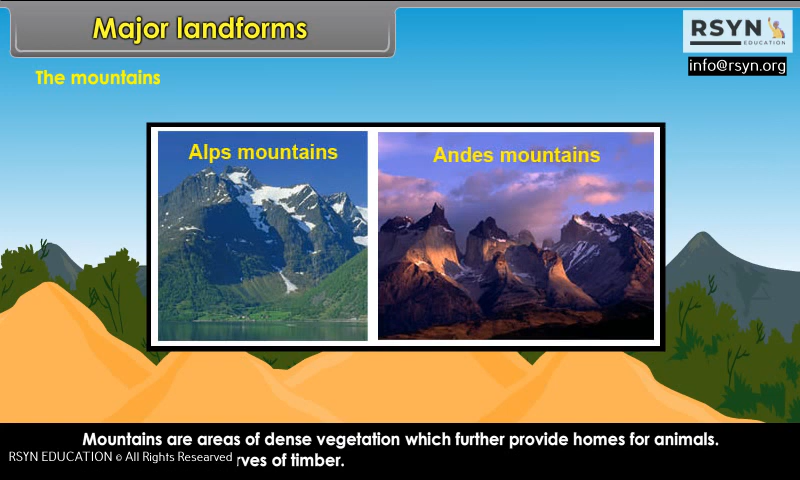 Major landforms
RSYN
EDUCATION
info@rsyn.org
The mountains
Alps mountains
Andes mountains
Mountains are areas of dense vegetation which further provide homes for animals.
RSYN EDUCATION © All Rights Researved
rves of timber.